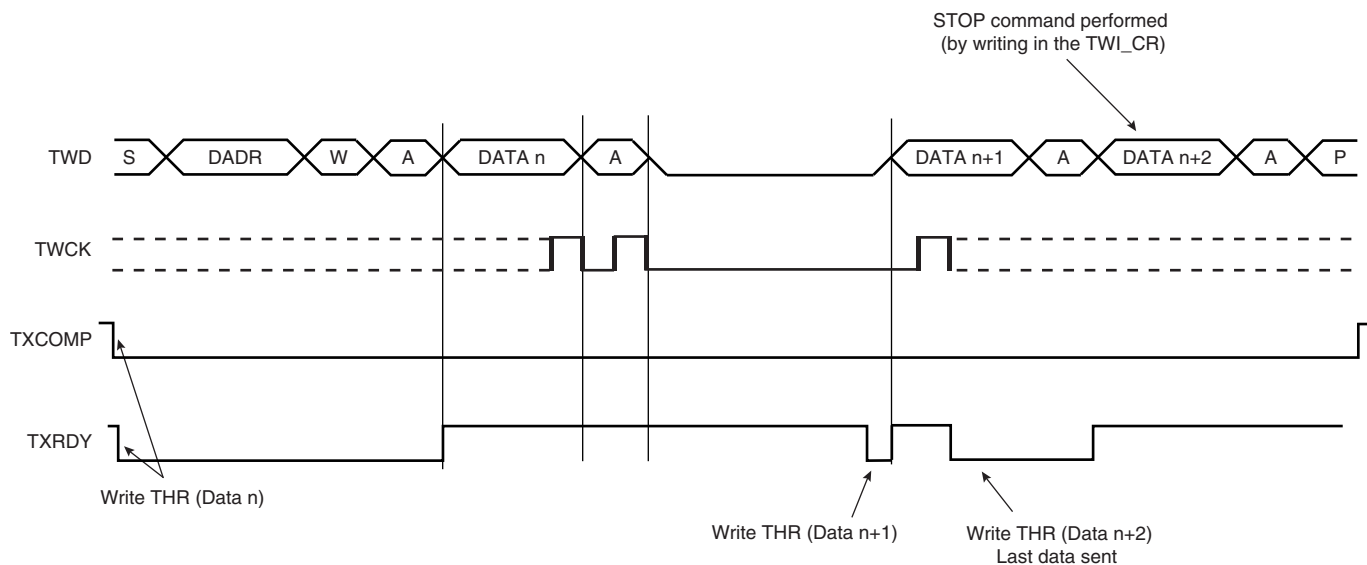 STOP command performed
(by writing in the TWI_CR)
TWD S DADR W A DATA n A DATA n+1 A DATA n+2 A P
TWCK
TXCOMP
TXRDY
Write THR (Data n)
Write THR (Data n+1)
Write THR (Data n+2)
Last data sent